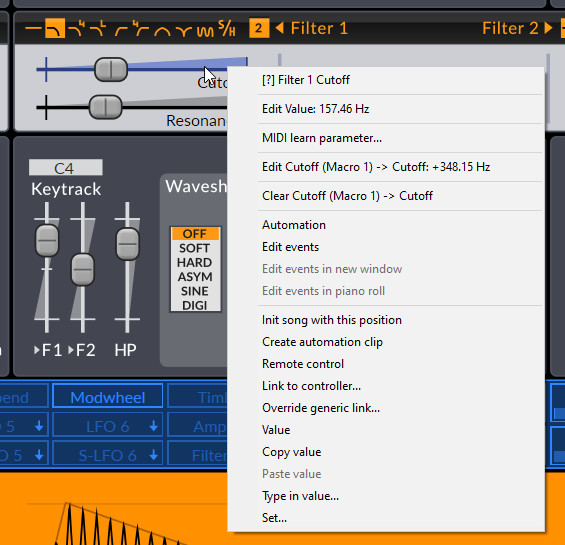 S/H
2
Filter 1
Filter 2
Resonan
C4
Keytrack
F1
F2
HP
Wavesh
OFF
SOFT
HARD
ASYM
SINE
DIGI
[?] Filter 1 Cutoff
Edit Value: 157.46 Hz
MIDI learn parameter...
Edit Cutoff (Macro 1) -> Cutoff: +348.15 Hz
Clear Cutoff (Macro 1) -> Cutoff
Automation
Edit events
Edit events in new window
Edit events in piano roll
Init song with this position
Create automation clip
Remote control
Link to controller...
Override generic link...
Value
Copy value
Paste value
Type in value...
Set...
end
Modwheel
Timb
O 5
LFO 6
Amp
O 5
S-LFO 6
Filter